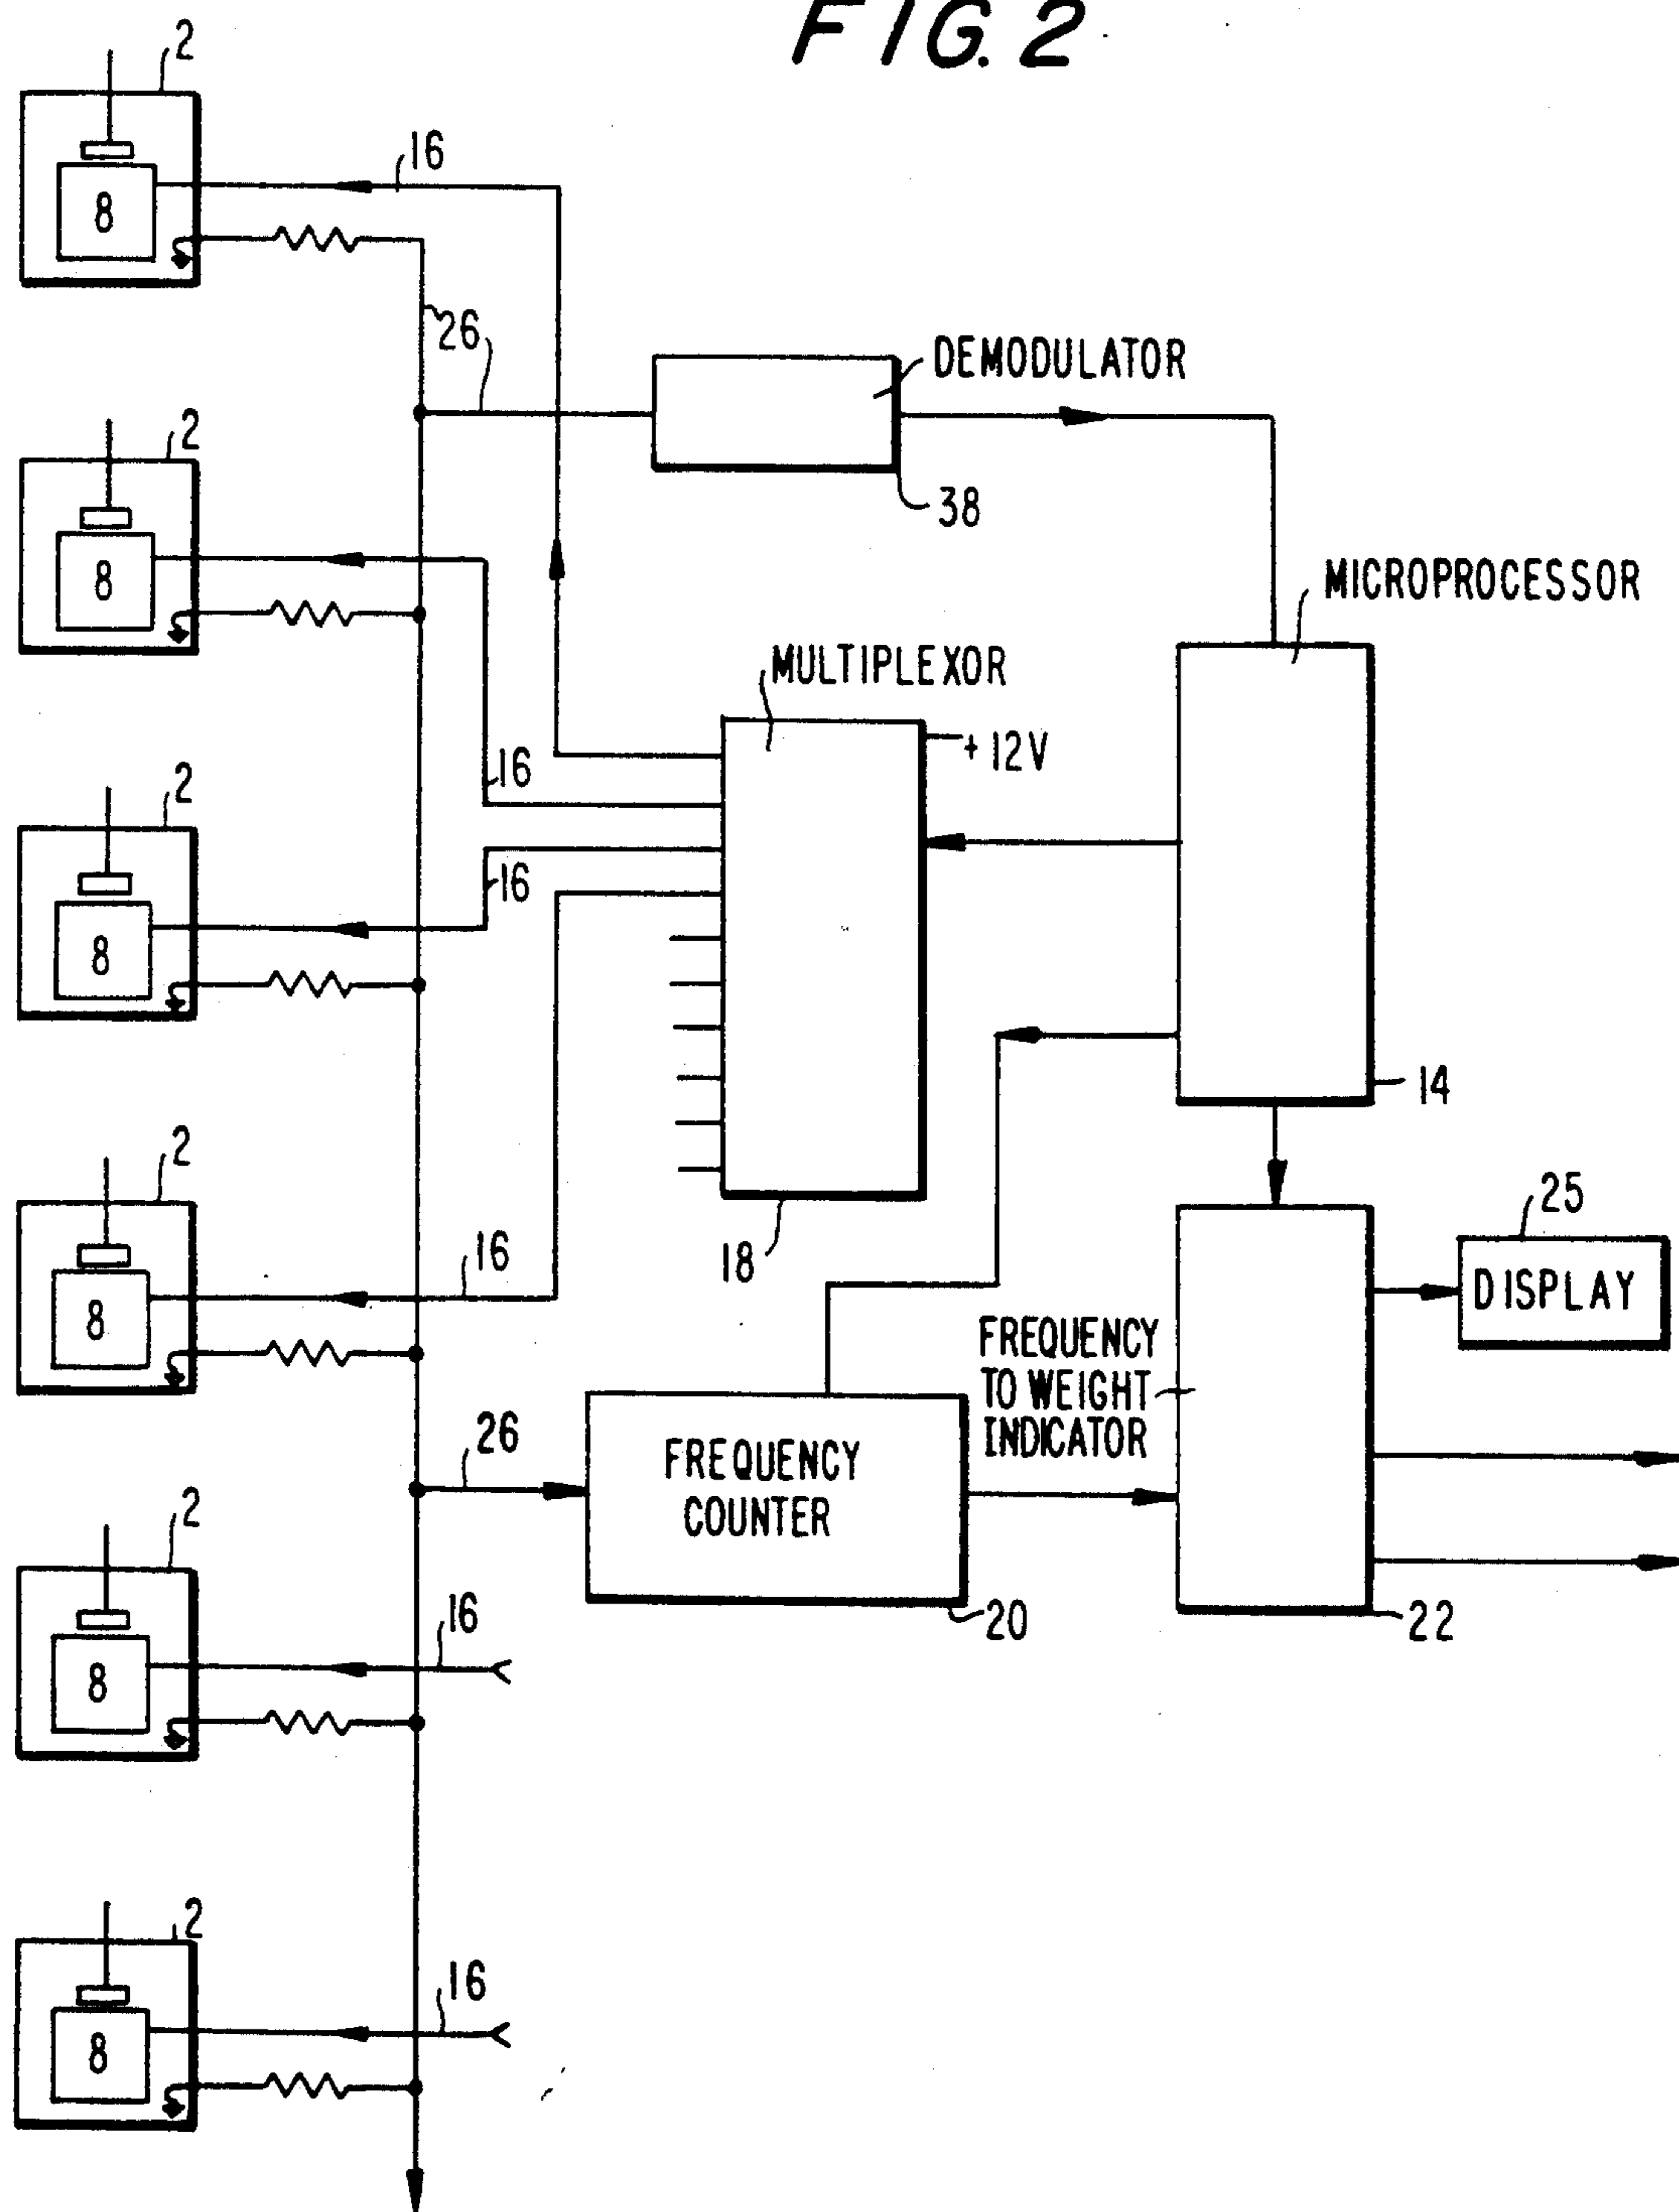 FIG. 2
2
16
8
26
DEMODULATOR
38
2
8
MICROPROCESSOR
MULTIPLEXOR
+12V
16
2
16
8
14
2
18
25
16
DISPLAY
8
FREQUENCY
TO WEIGHT
INDICATOR
26
FREQUENCY
COUNTER
2
20
22
16
8
2
16
8